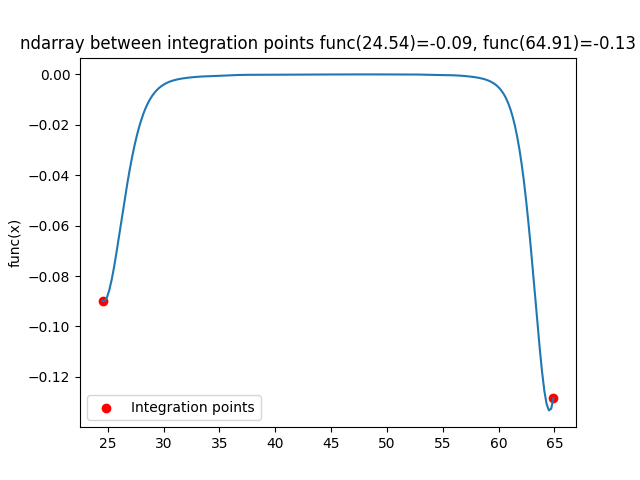 ndarray between integration points func(24.54)=-0.09, func(64.91)=-0.13
0.00
−0.02
−0.04
−0.06
−0.08
−0.10
−0.12
func(x)
Integration points
25 30 35 40 45 50 55 60 65